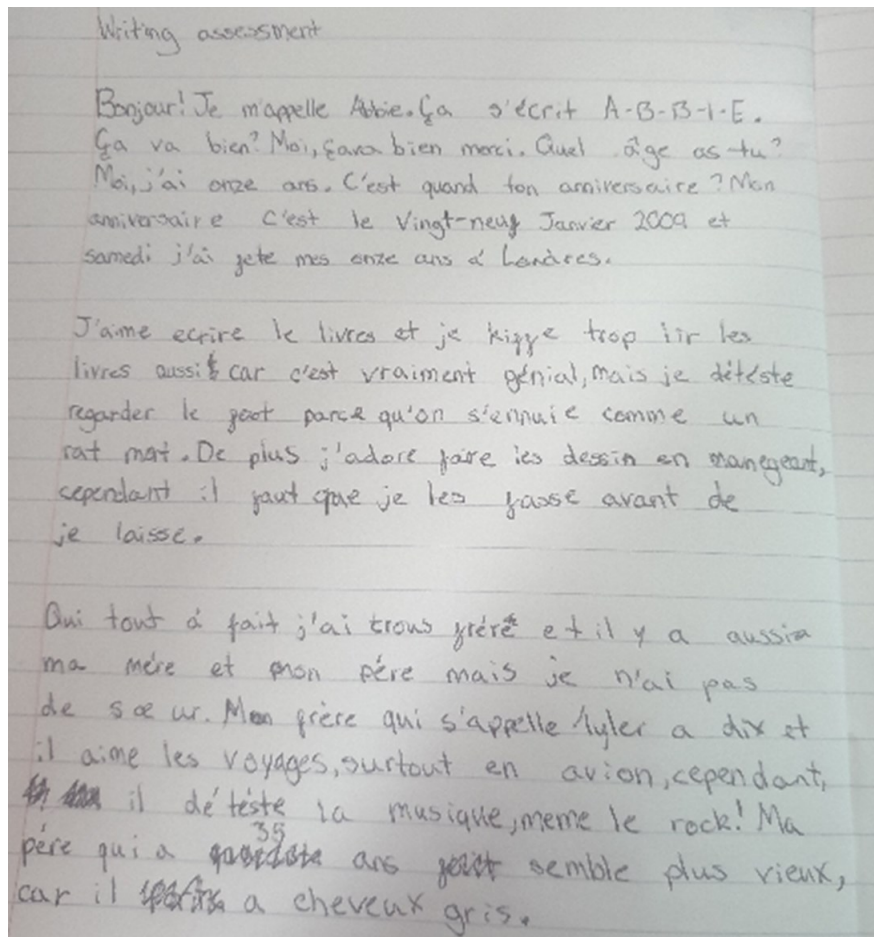 Writing assessment
Bonjour! Je m'appelle Abbie. Ça s'écrit A-B-B-I-E.
Ça va bien? Moi, çava bien merci. Quel âge as-tu?
Moi, j'ai onze ans. C'est quand ton anniversaire? Mon
anniversaire c'est le Vingt-neuf Janvier 2009 et
samedi j'ai fete mes onze ans á Londres.
J'aime ecrire le livres et je kiffe trop lir les
livres aussi car c'est vraiment génial, mais je détéste
regarder le foot parce qu'on s'ennuie comme un
rat mort. De plus j'adore faire les dessin en manegeant,
cependant il faut que je les fasse avant de
je laisse.
Oui tout á fait j'ai trous fréré et il y a aussi
ma mére et mon pére mais je n'ai pas
de sœur. Mon frère qui s'appelle Tyler a dix et
il aime les voyages, surtout en avion, cependant,
il détéste la musique, meme le rock! Ma
pére qui a 35 ans semble plus vieux,
car il a cheveux gris.